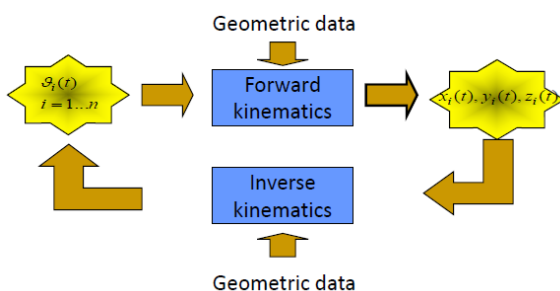 Geometric data
ϑᵢ(t)
i = 1...n
Forward
kinematics
xᵢ(t), yᵢ(t), zᵢ(t)
Inverse
kinematics
Geometric data